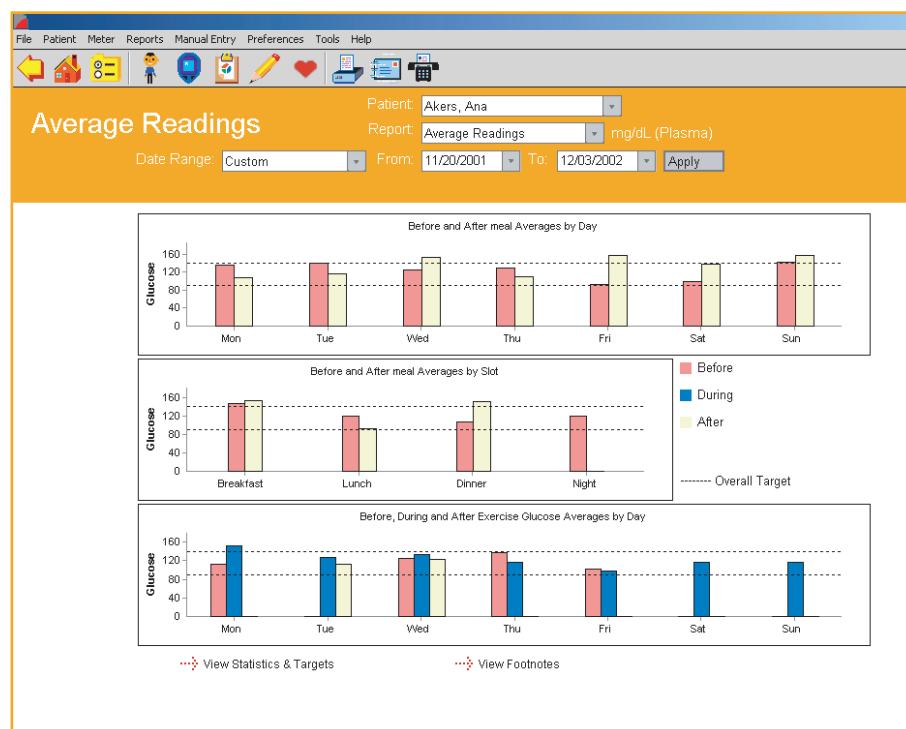 File Patient Meter Reports Manual Entry Preferences Tools Help
Patient: Akers, Ana
Average Readings
Report: Average Readings mg/dL (Plasma)
Date Range: Custom From: 11/20/2001 To: 12/03/2002 Apply
Before and After meal Averages by Day
Glucose
160
120
80
40
0
Mon Tue Wed Thu Fri Sat Sun
Before and After meal Averages by Slot
Glucose
160
120
80
40
0
Breakfast Lunch Dinner Night
Before
During
After
Overall Target
Before, During and After Exercise Glucose Averages by Day
Glucose
160
120
80
40
0
Mon Tue Wed Thu Fri Sat Sun
View Statistics & Targets View Footnotes